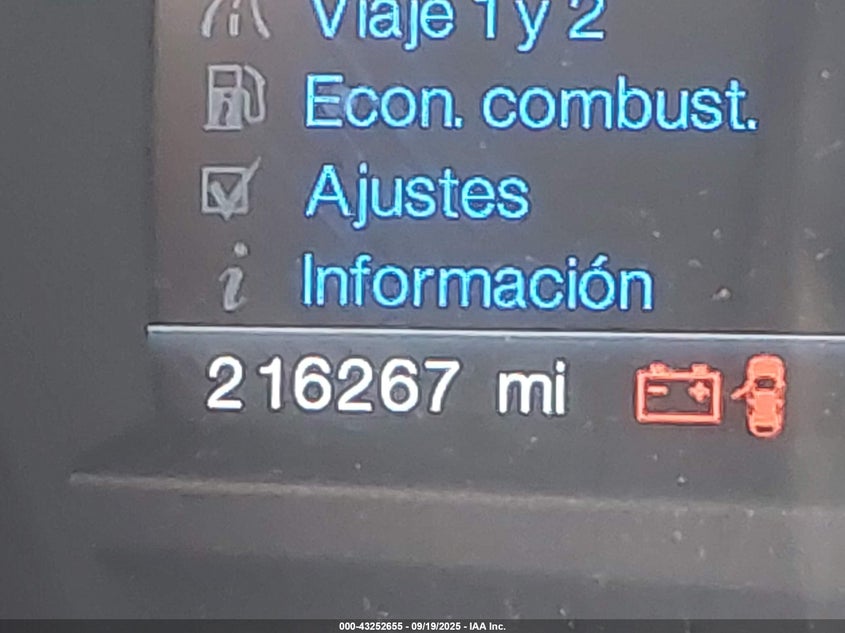 Viaje 1 y 2
Econ. combust.
Ajustes
Información
216267 mi
000-43252655 - 09/19/2025 - IAA Inc.